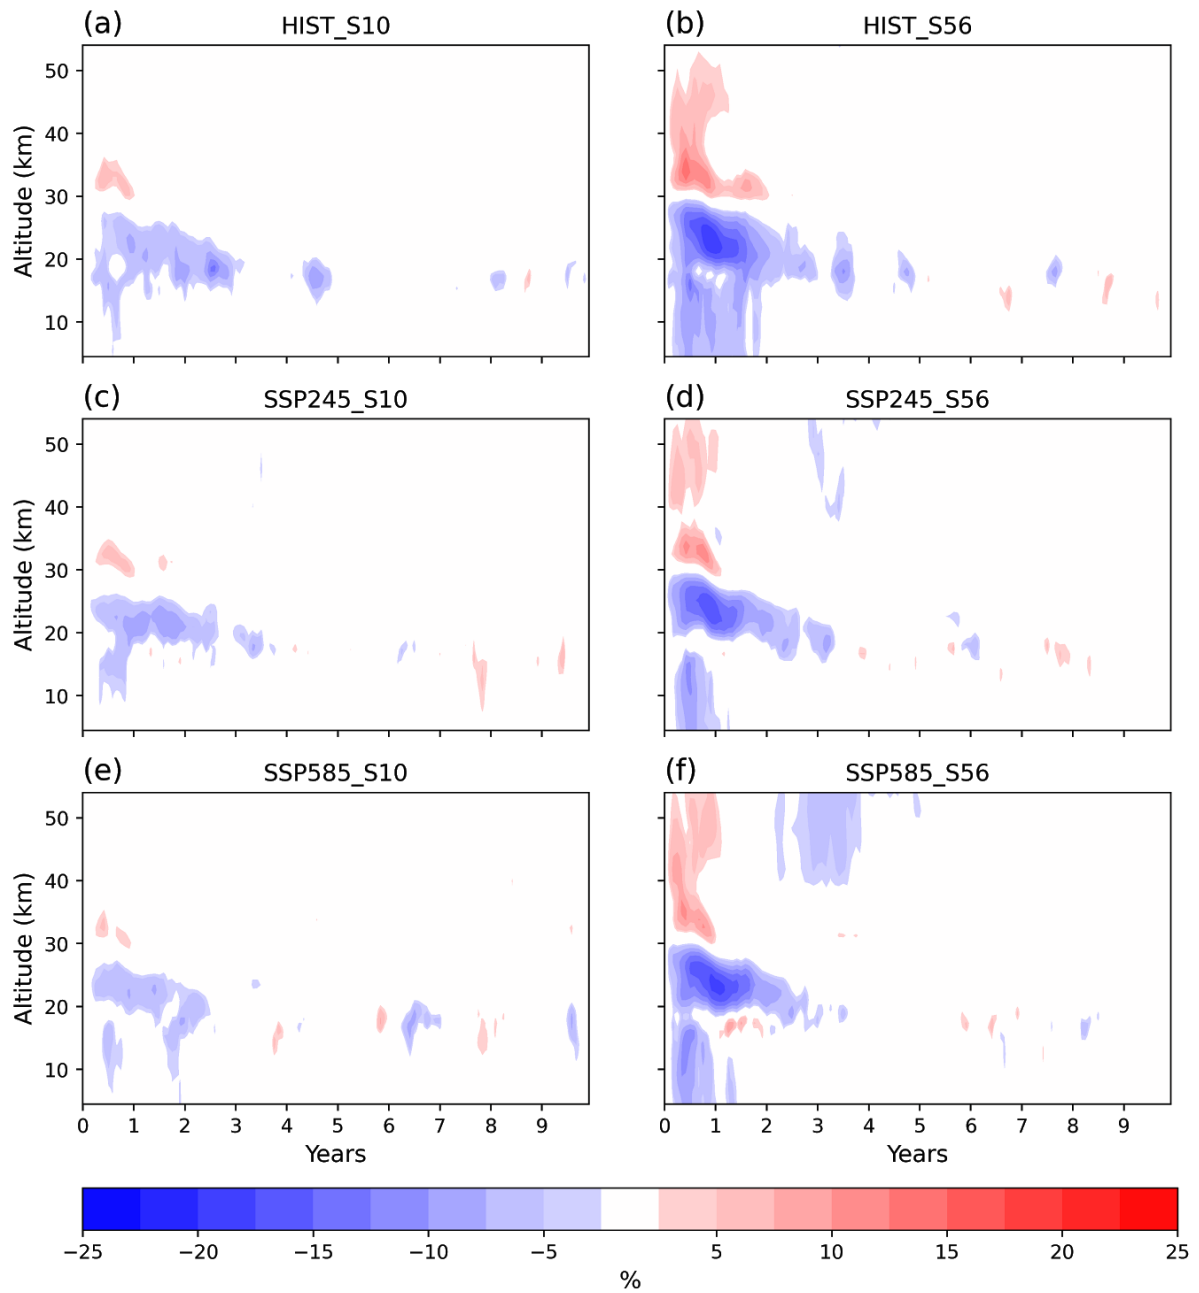 (a) HIST_S10
(b) HIST_S56
50
40
30
20
10
Altitude (km)
(c) SSP245_S10
(d) SSP245_S56
50
40
30
20
10
Altitude (km)
(e) SSP585_S10
(f) SSP585_S56
50
40
30
20
10
Altitude (km)
0 1 2 3 4 5 6 7 8 9
0 1 2 3 4 5 6 7 8 9
Years
Years
−25 −20 −15 −10 −5 5 10 15 20 25
%